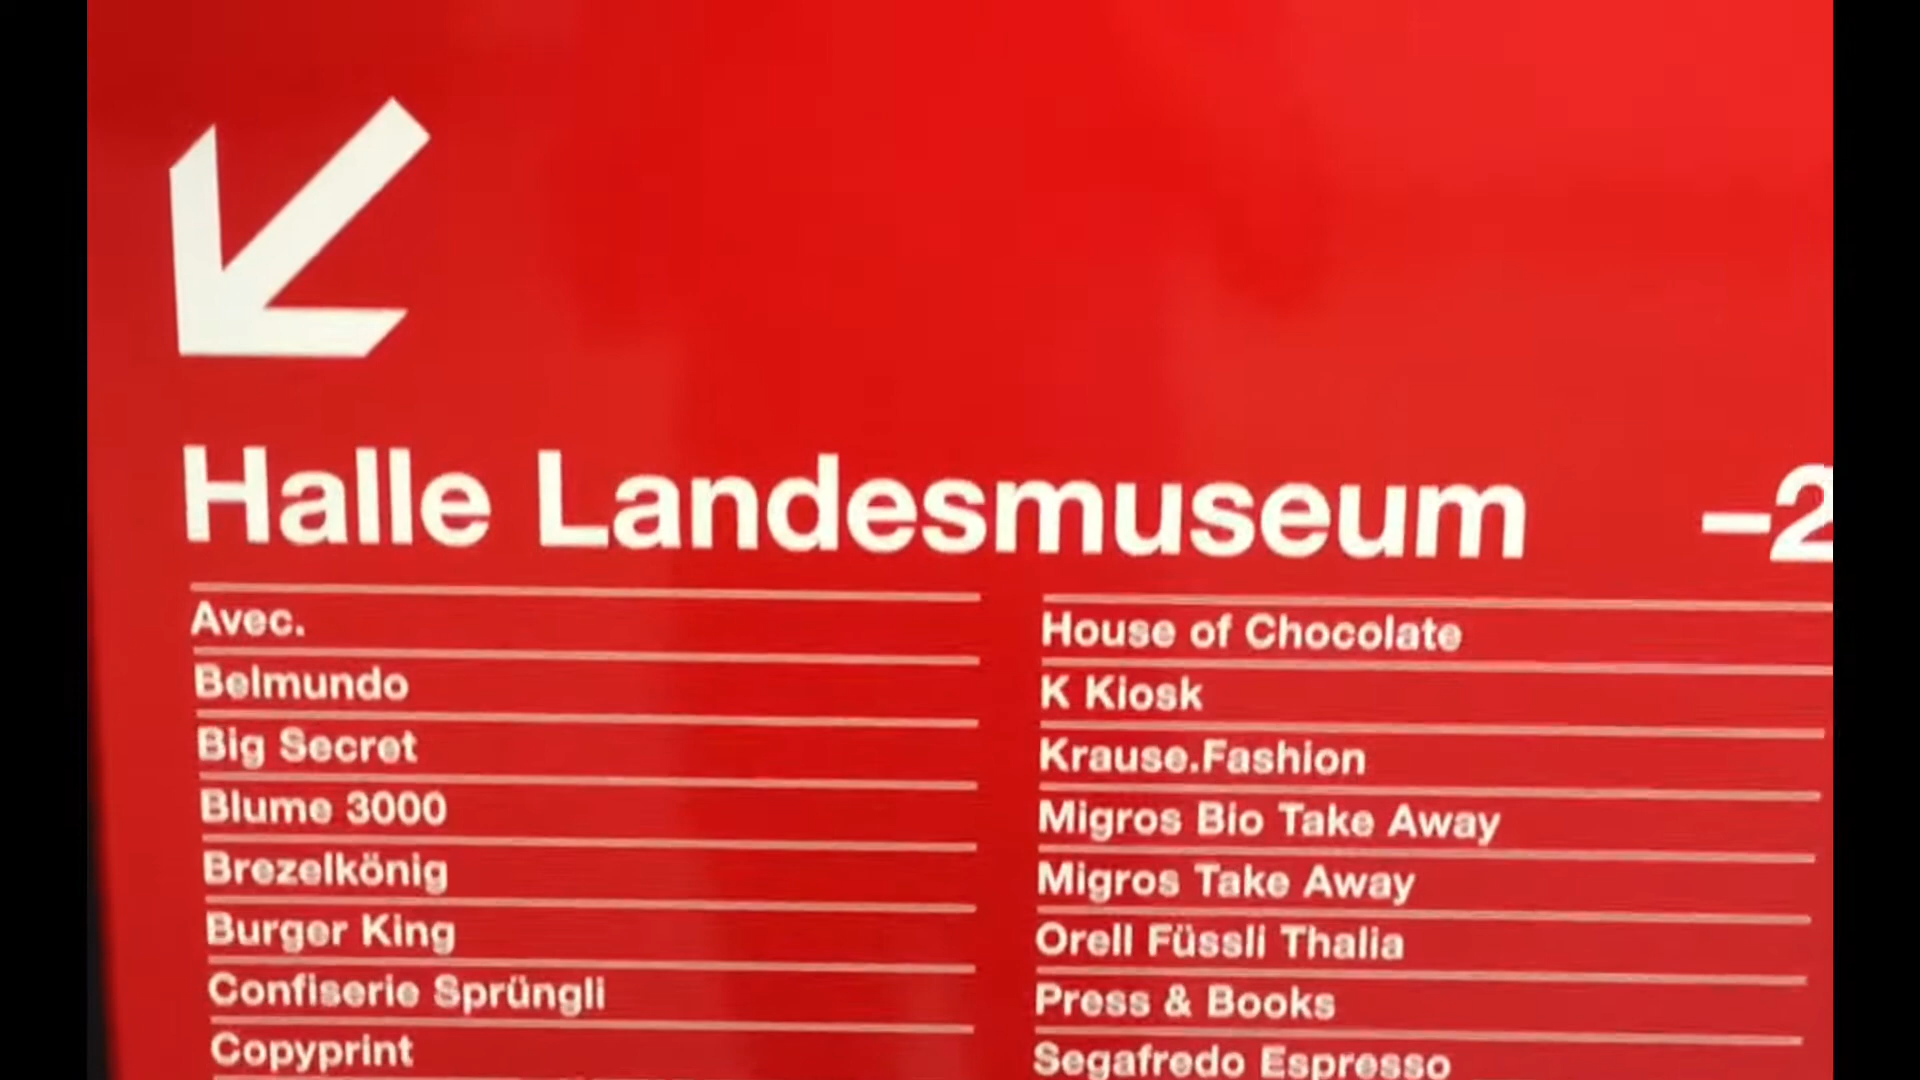 Halle Landesmuseum –2
Avec.
Belmundo
Big Secret
Blume 3000
Brezelkönig
Burger King
Confiserie Sprüngli
Copyprint
House of Chocolate
K Kiosk
Krause.Fashion
Migros Bio Take Away
Migros Take Away
Orell Füssli Thalia
Press & Books
Segafredo Espresso